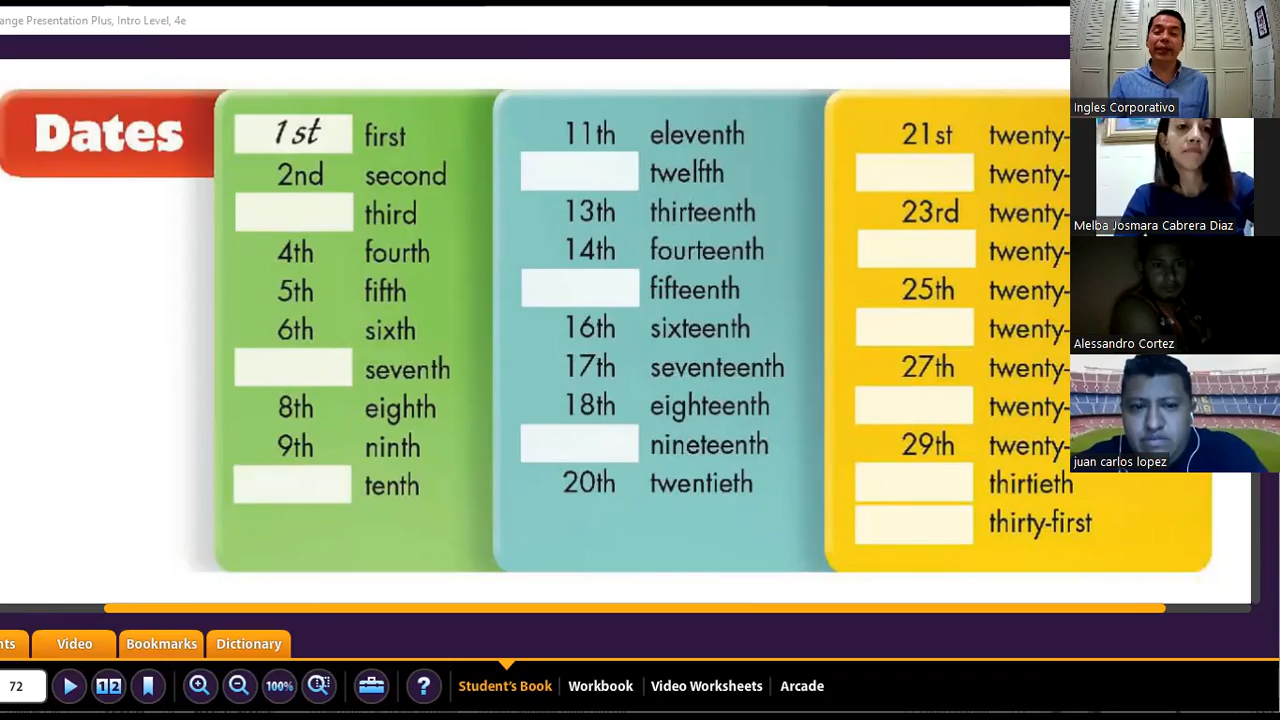 ange Presentation Plus, Intro Level, 4e
Dates
1st first
2nd second
third
4th fourth
5th fifth
6th sixth
seventh
8th eighth
9th ninth
tenth
11th eleventh
twelfth
13th thirteenth
14th fourteenth
fifteenth
16th sixteenth
17th seventeenth
18th eighteenth
nineteenth
20th twentieth
21st twenty-
twenty-
23rd twenty-
twenty-
25th twenty-
twenty-
27th twenty-
twenty-
29th twenty-
thirtieth
thirty-first
Ingles Corporativo
Melba Josmara Cabrera Diaz
Alessandro Cortez
juan carlos lopez
nts Video Bookmarks Dictionary
72 1 2 100% ? Student's Book Workbook Video Worksheets Arcade